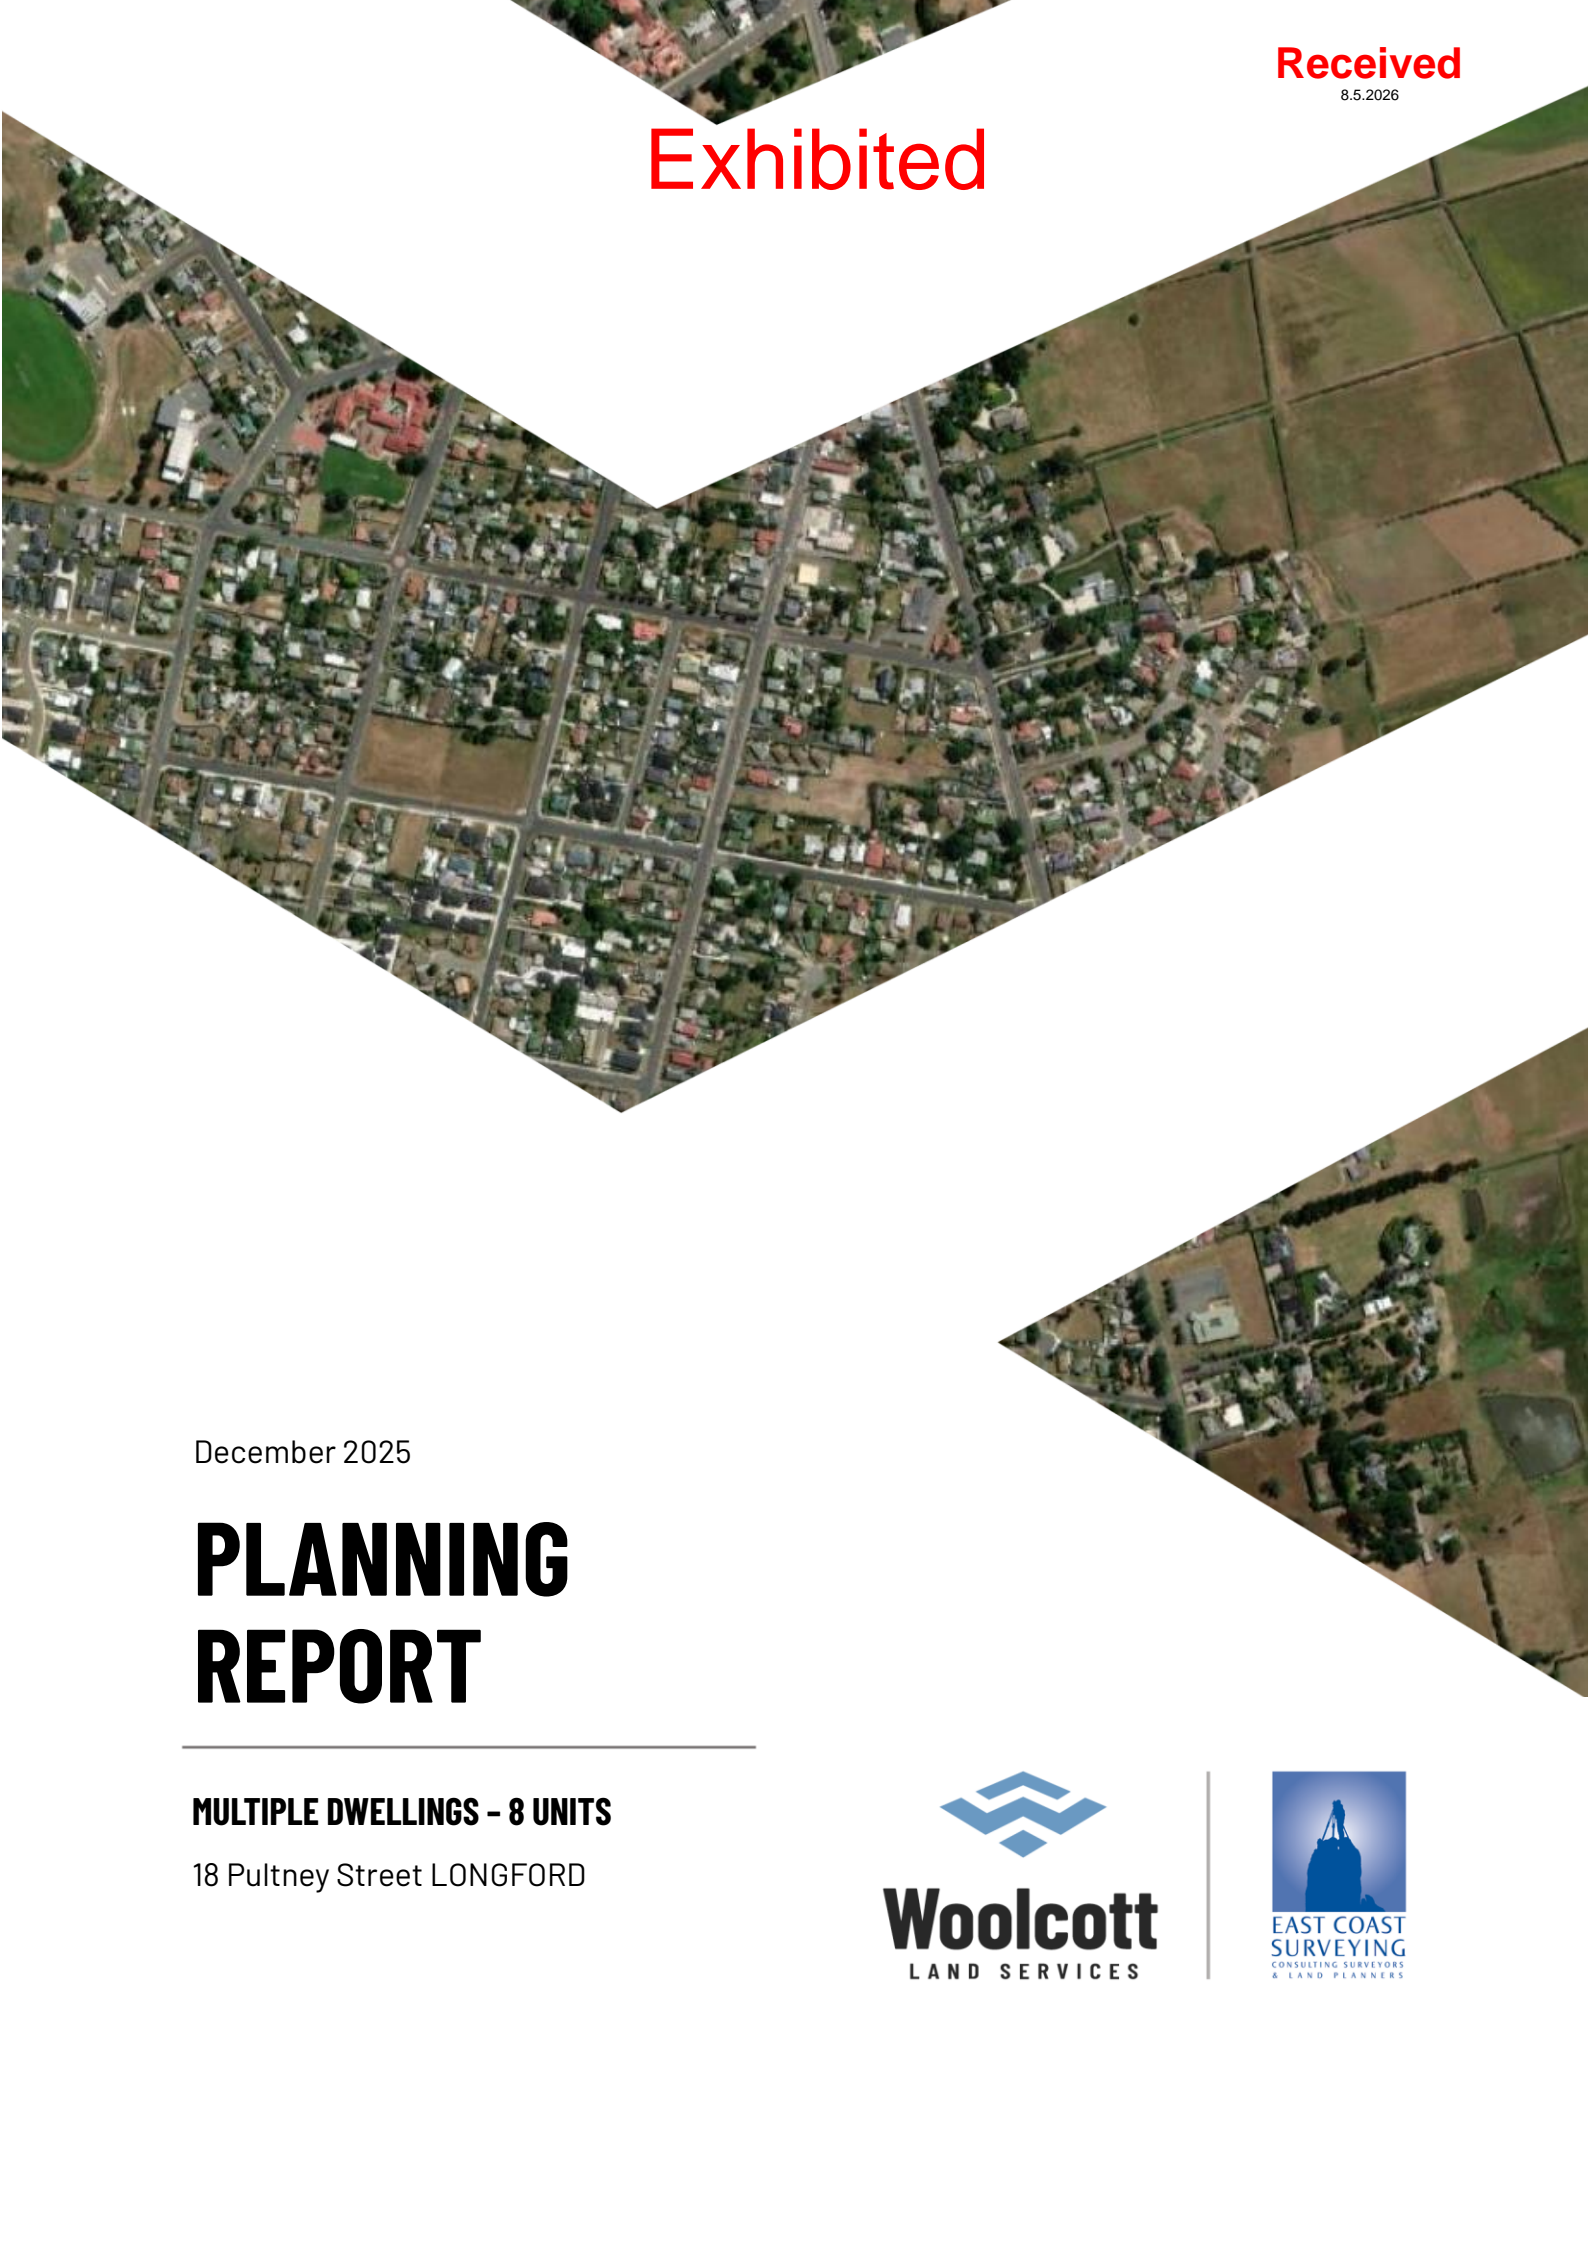 Received
8.5.2026
Exhibited
December 2025
PLANNING
REPORT
MULTIPLE DWELLINGS – 8 UNITS
18 Pultney Street LONGFORD
Woolcott
LAND SERVICES
EAST COAST
SURVEYING
CONSULTING SURVEYORS
& LAND PLANNERS